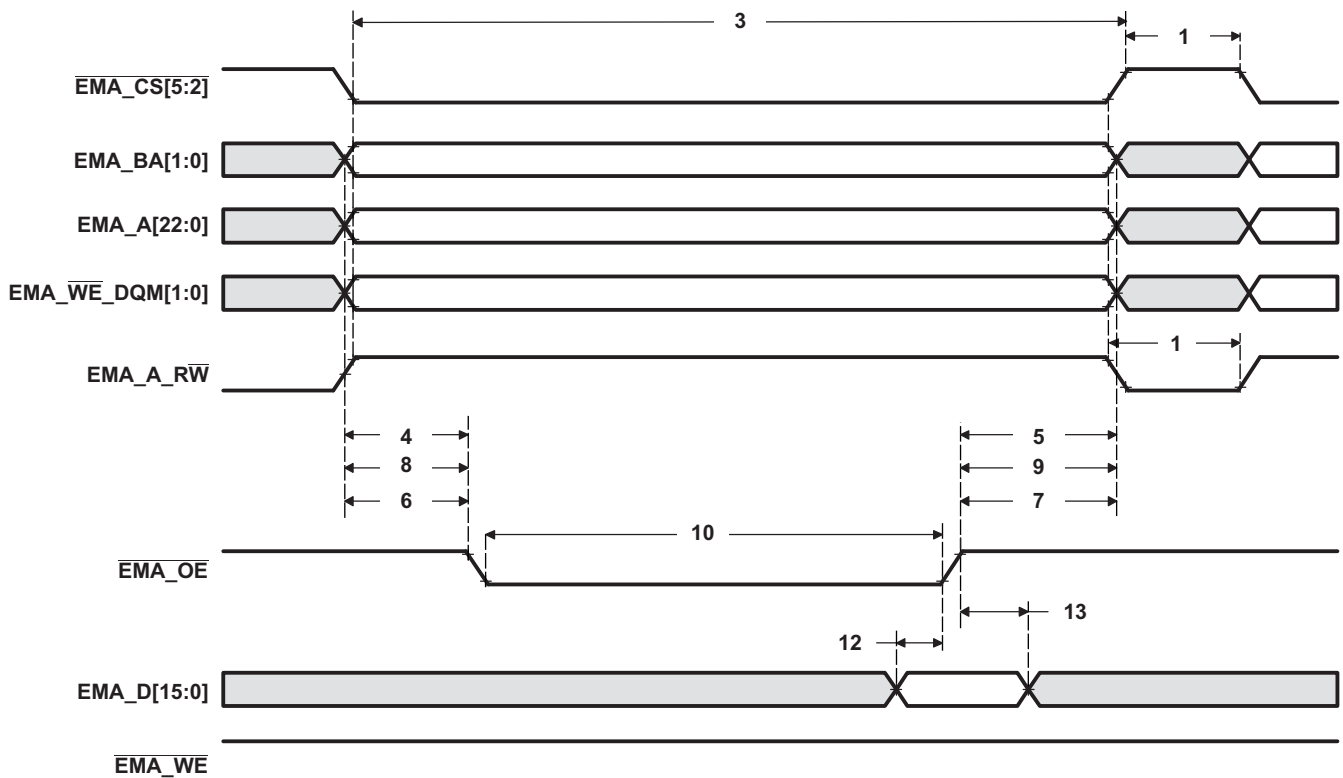 3
1
EMA_CS[5:2]
EMA_BA[1:0]
EMA_A[22:0]
EMA_WE_DQM[1:0]
1
EMA_A_RW
4
5
8
9
6
7
10
EMA_OE
13
12
EMA_D[15:0]
EMA_WE